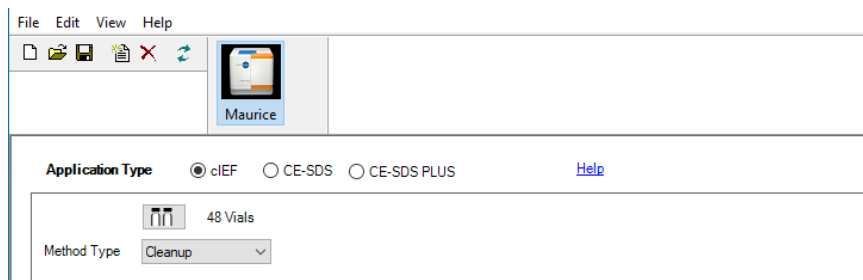 File Edit View Help
Maurice
Application Type cIEF CE-SDS CE-SDS PLUS Help
48 Vials
Method Type Cleanup